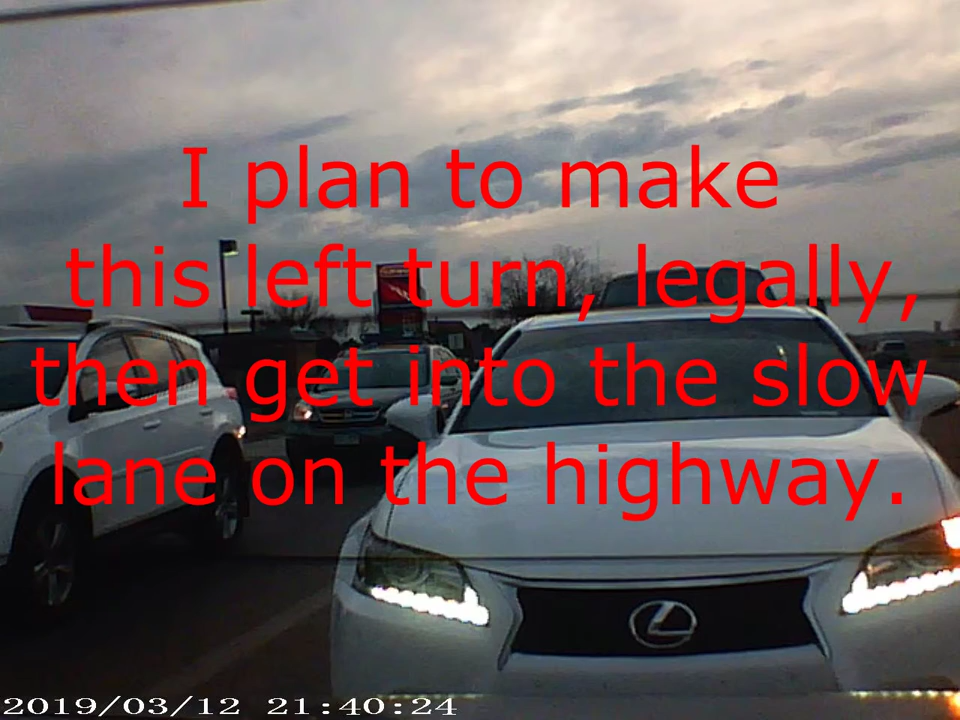 I plan to make
this left turn, legally,
then get into the slow
lane on the highway.
2019/03/12 21:40:24